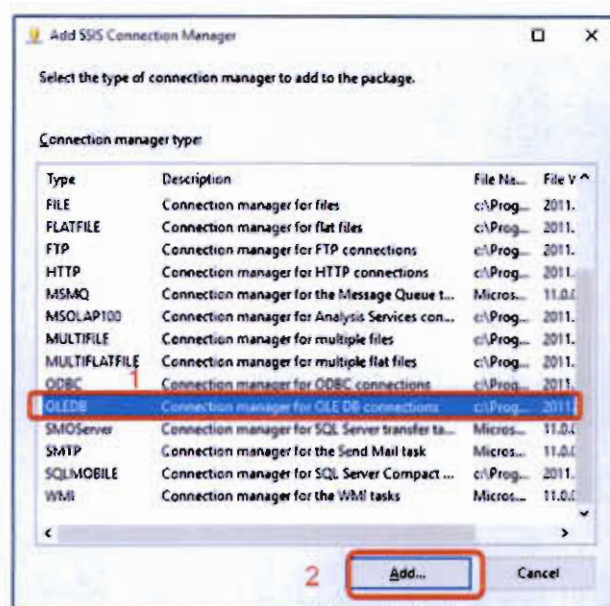 Add SSIS Connection Manager
Select the type of connection manager to add to the package.
Connection manager type:
Type Description File Na... File V
FILE Connection manager for files c:\Prog... 2011.
FLATFILE Connection manager for flat files c:\Prog... 2011.
FTP Connection manager for FTP connections c:\Prog... 2011.
HTTP Connection manager for HTTP connections c:\Prog... 2011.
MSMQ Connection manager for the Message Queue t... Micros... 11.0.0
MSOLAP100 Connection manager for Analysis Services con... c:\Prog... 2011.
MULTIFILE Connection manager for multiple files c:\Prog... 2011.
MULTIFLATFILE Connection manager for multiple flat files c:\Prog... 2011.
1
ODBC Connection manager for ODBC connections c:\Prog... 2011.
OLEDB Connection manager for OLE DB connections c:\Prog... 2011.
SMOServer Connection manager for SQL Server transfer ta... Micros... 11.0.0
SMTP Connection manager for the Send Mail task Micros... 11.0.0
SQLMOBILE Connection manager for SQL Server Compact ... c:\Prog... 2011.
WMI Connection manager for the WMI tasks Micros... 11.0.0
2 Add... Cancel